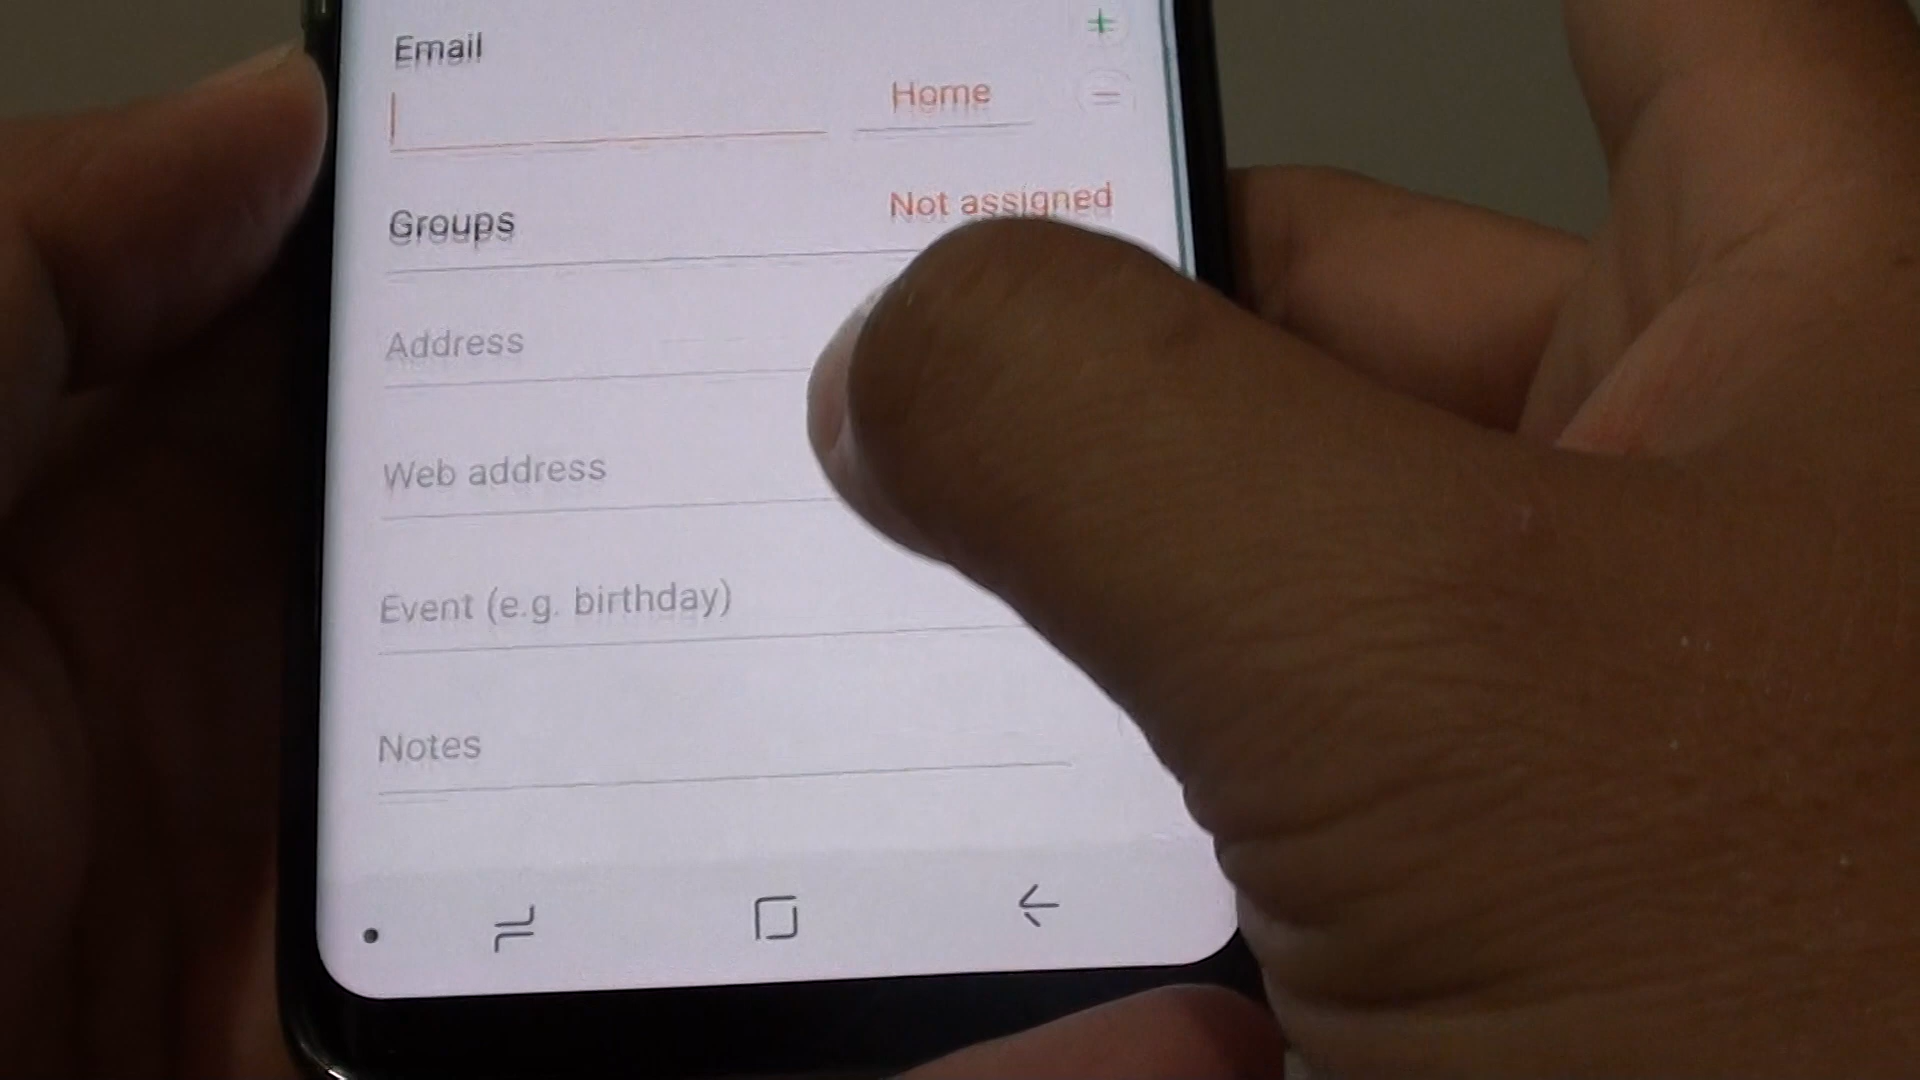 Email
Home
Groups
Not assigned
Address
Web address
Event (e.g. birthday)
Notes